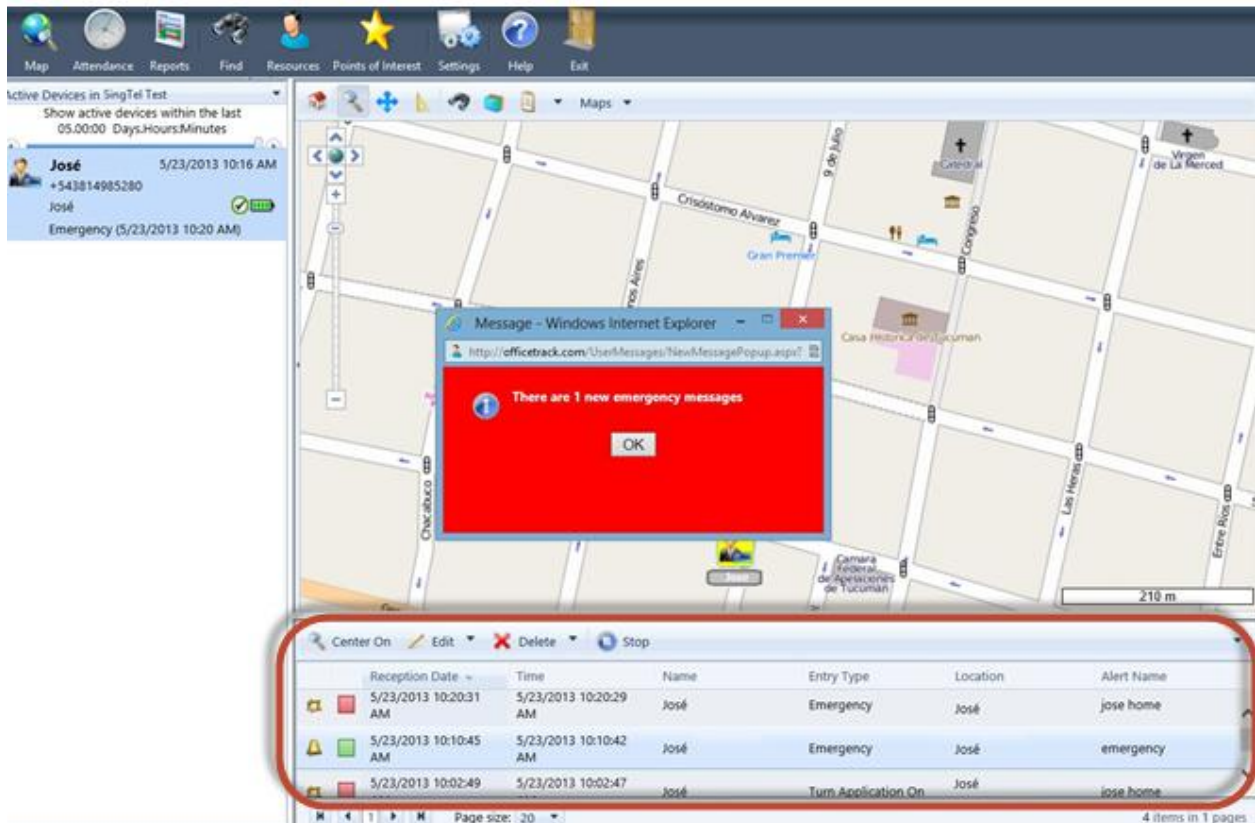 Map Attendance Reports Find Resources Points of Interest Settings Help Exit
Active Devices in SingTel Test
Show active devices within the last
05.00:00 Days.Hours:Minutes
José 5/23/2013 10:16 AM
+543814985280
José
Emergency (5/23/2013 10:20 AM)
Maps
9 de Julio
Catedral
Virgen
de La Merced
Crisóstomo Alvarez
Congreso
Gran Premier
Casa Historica de Tucuman
Message - Windows Internet Explorer
http://officetrack.com/UserMessages/NewMessagePopup.aspx?
There are 1 new emergency messages
OK
Chacabuco
Las Heras
Entre Rios
Jose
Camara
Federal
de Apelaciones
de Tucumán
210 m
Center On Edit Delete Stop
Reception Date Time Name Entry Type Location Alert Name
5/23/2013 10:20:31 AM 5/23/2013 10:20:29 AM José Emergency José jose home
5/23/2013 10:10:45 AM 5/23/2013 10:10:42 AM José Emergency José emergency
5/23/2013 10:02:49 5/23/2013 10:02:47 José Turn Application On José jose home
1 Page size: 20 4 items in 1 pages